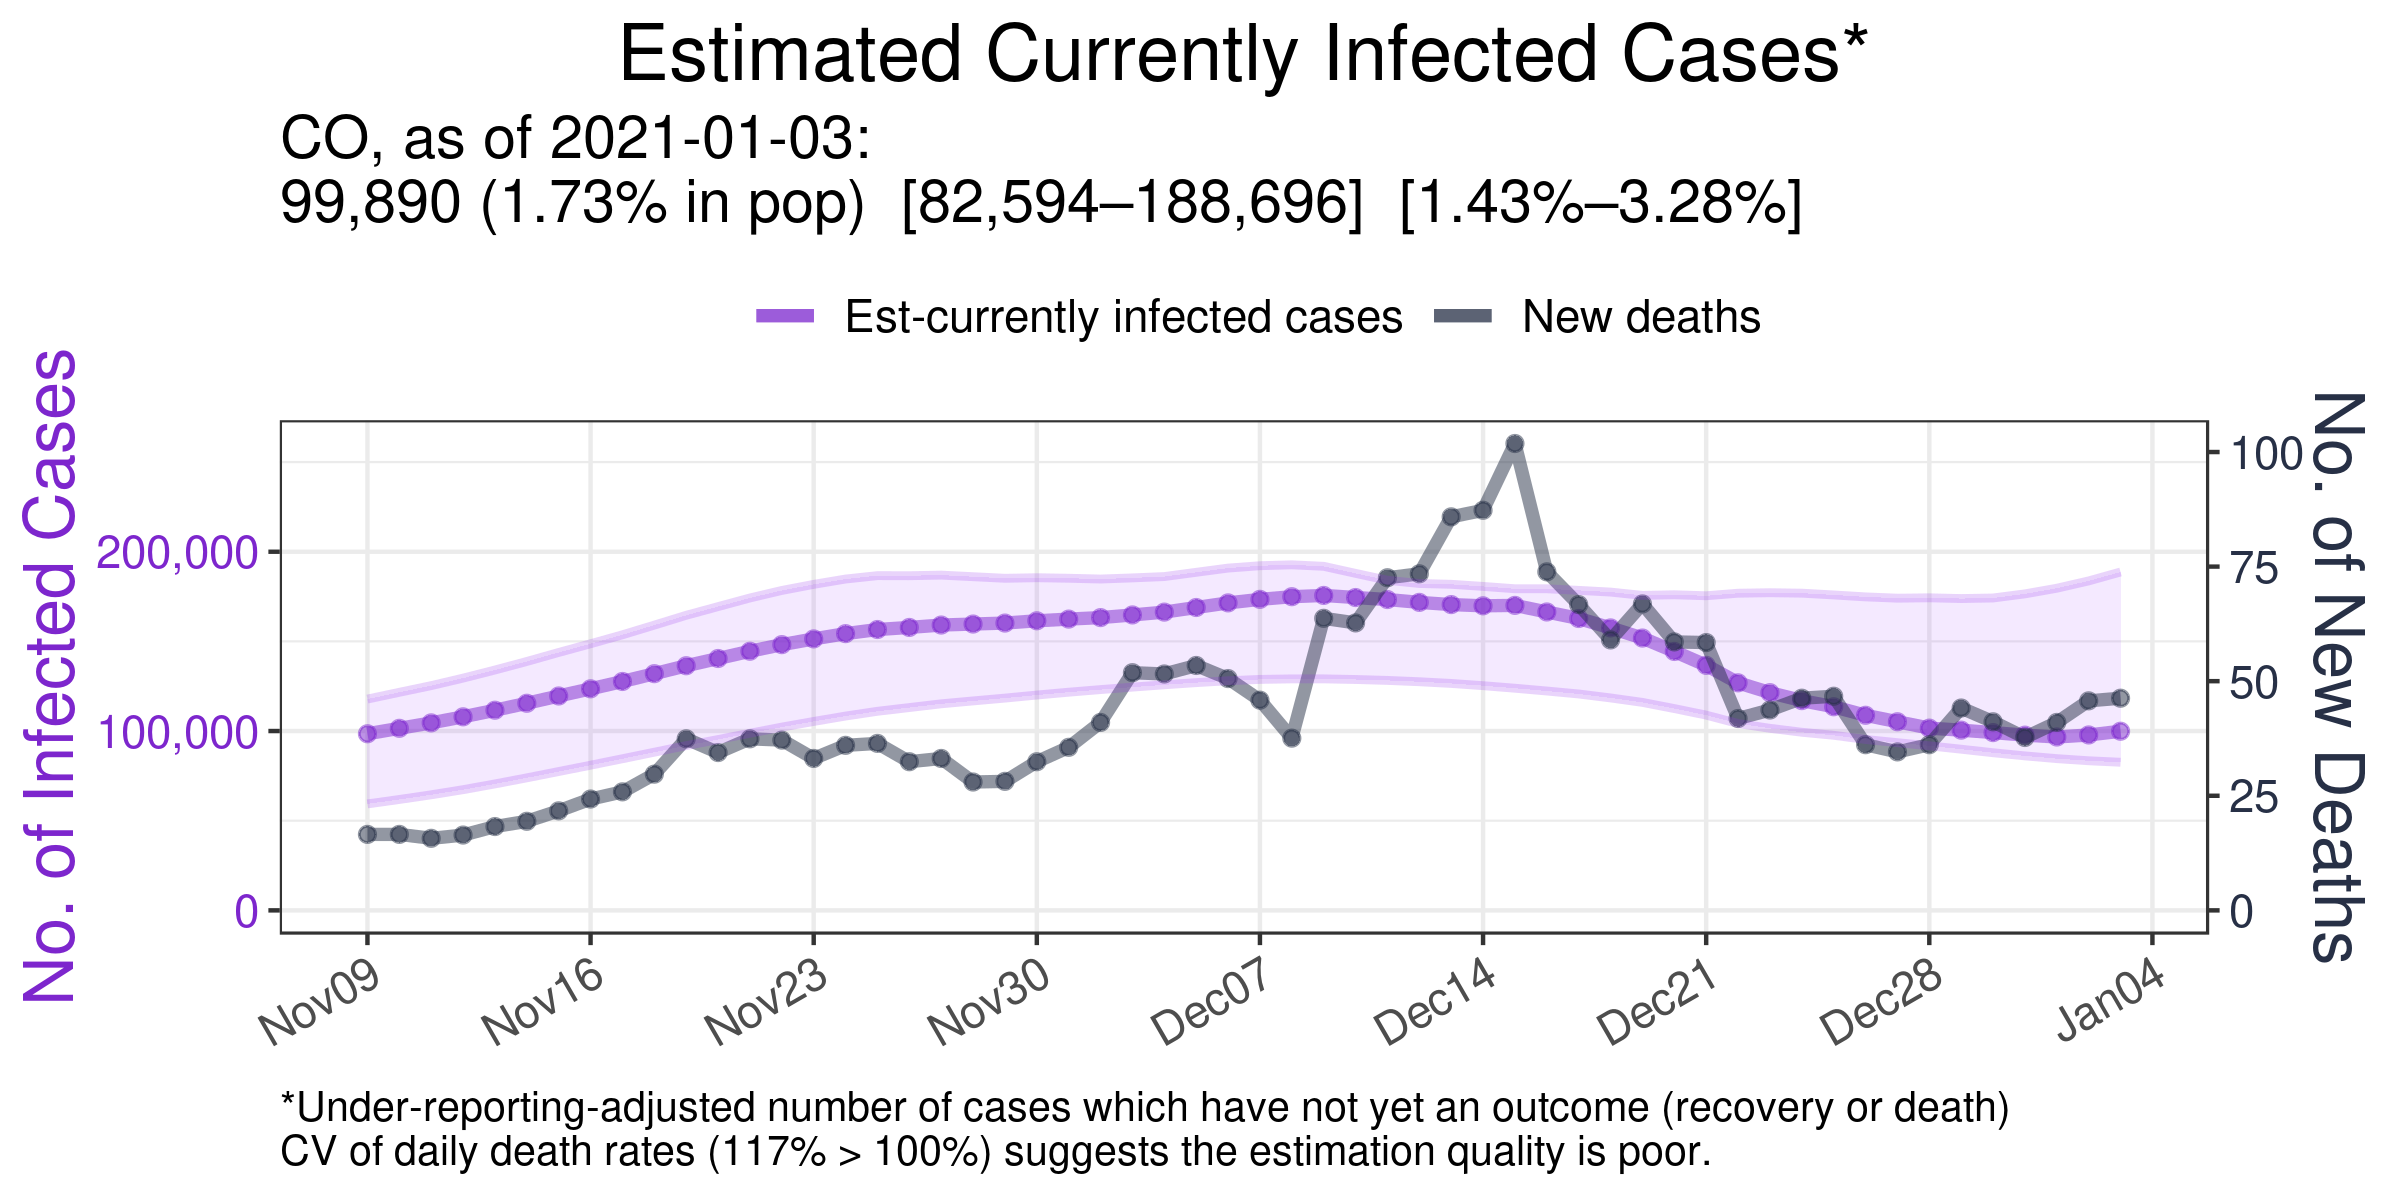 Estimated Currently Infected Cases*
CO, as of 2021-01-03:
99,890 (1.73% in pop)  [82,594–188,696]  [1.43%–3.28%]
Est-currently infected cases
New deaths
No. of Infected Cases
200,000
100,000
0
No. of New Deaths
100
75
50
25
0
Nov09
Nov16
Nov23
Nov30
Dec07
Dec14
Dec21
Dec28
Jan04
*Under-reporting-adjusted number of cases which have not yet an outcome (recovery or death)
CV of daily death rates (117% > 100%) suggests the estimation quality is poor.